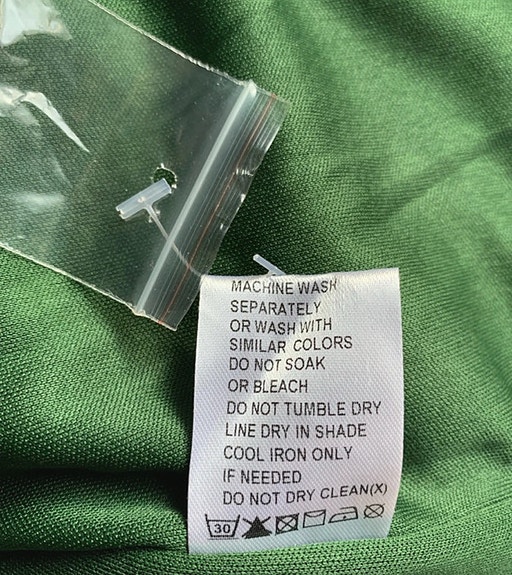 MACHINE WASH
SEPARATELY
OR WASH WITH
SIMILAR COLORS
DO NOT SOAK
OR BLEACH
DO NOT TUMBLE DRY
LINE DRY IN SHADE
COOL IRON ONLY
IF NEEDED
DO NOT DRY CLEAN(X)
30